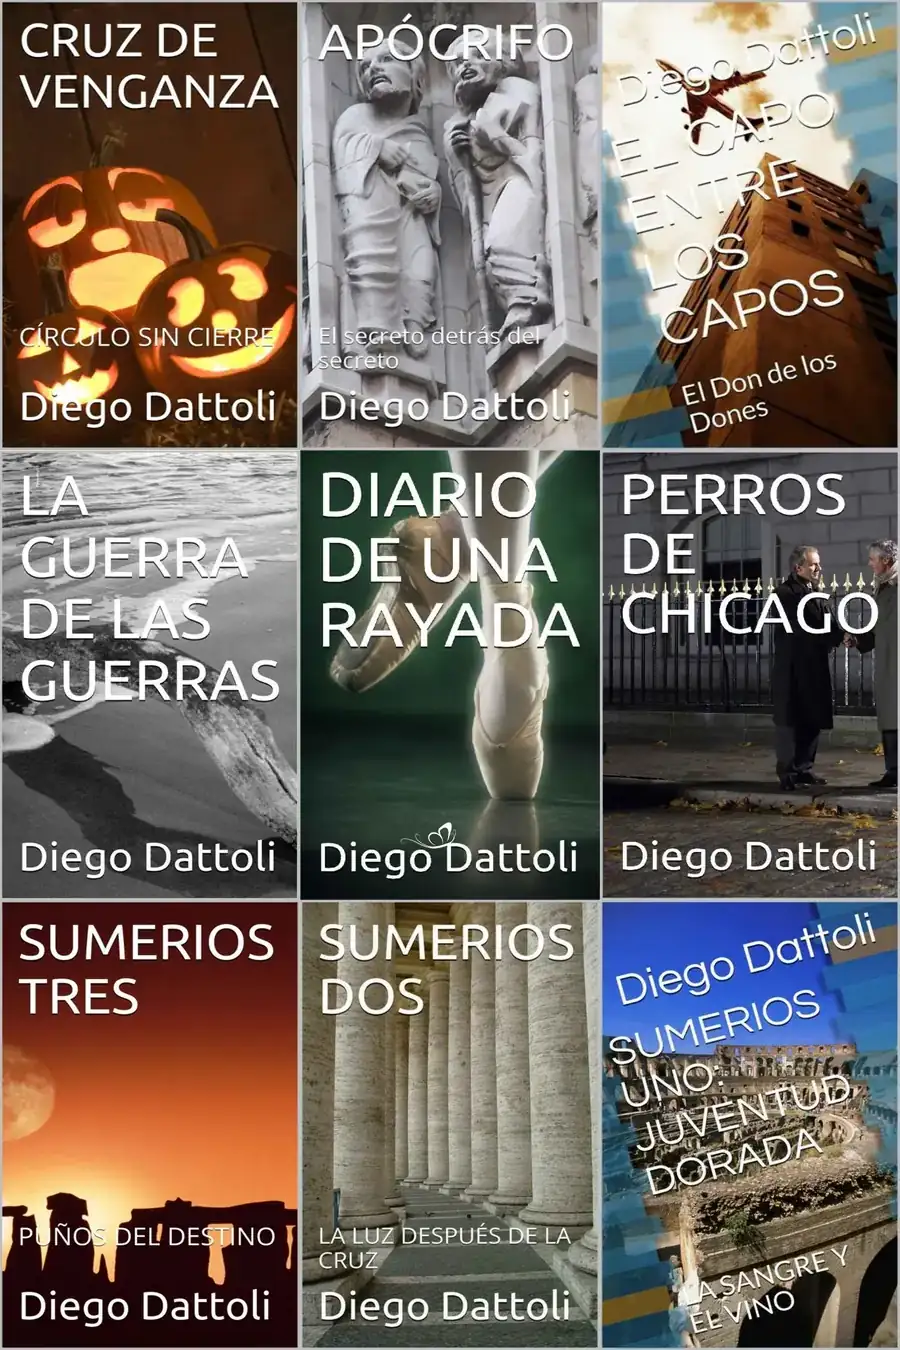 CRUZ DE
VENGANZA
CÍRCULO SIN CIERRE
Diego Dattoli
APÓCRIFO
El secreto detrás del
secreto
Diego Dattoli
Diego Dattoli
EL CAPO
ENTRE
LOS
CAPOS
El Don de los
Dones
LA
GUERRA
DE LAS
GUERRAS
Diego Dattoli
DIARIO
DE UNA
RAYADA
Diego Dattoli
PERROS
DE
CHICAGO
Diego Dattoli
SUMERIOS
TRES
PUÑOS DEL DESTINO
Diego Dattoli
SUMERIOS
DOS
LA LUZ DESPUÉS DE LA
CRUZ
Diego Dattoli
Diego Dattoli
SUMERIOS
UNO:
JUVENTUD
DORADA
LA SANGRE Y
EL VINO